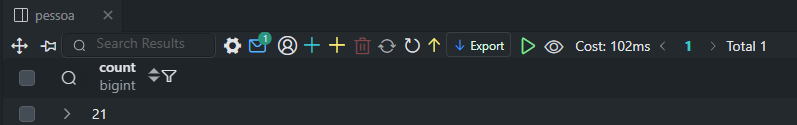 pessoa
Search Results 1 Export Cost: 102ms 1 Total 1
count
bigint
21